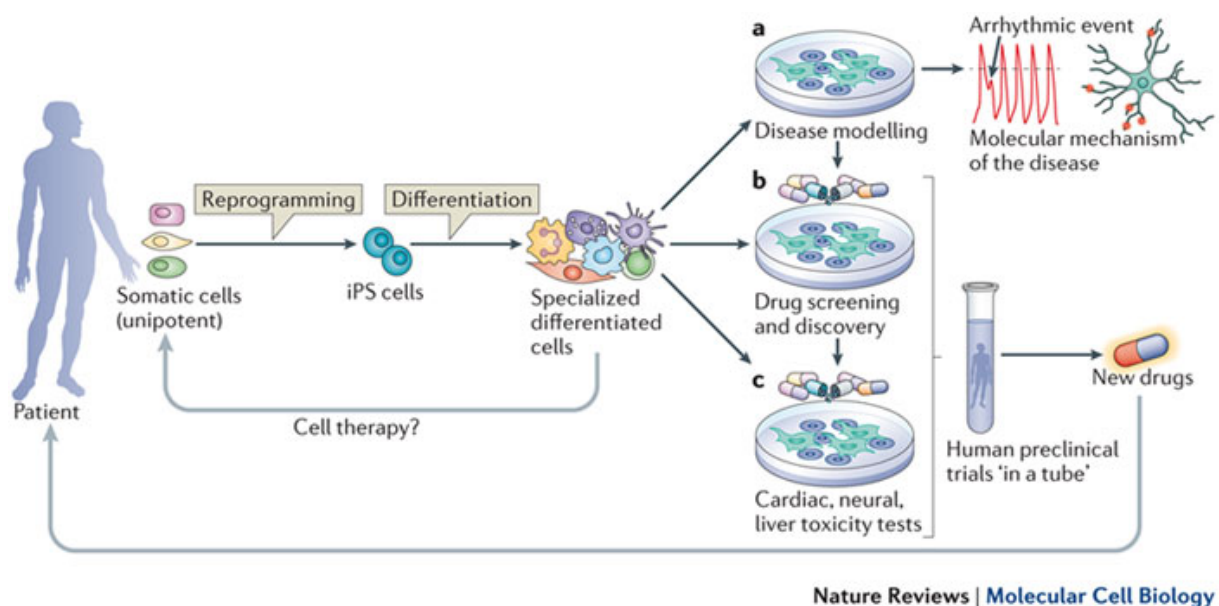 a
Arrhythmic event
Disease modelling
Molecular mechanism
of the disease
Reprogramming
Differentiation
b
Somatic cells
(unipotent)
iPS cells
Specialized
differentiated
cells
Drug screening
and discovery
c
New drugs
Patient
Cell therapy?
Human preclinical
trials ‘in a tube’
Cardiac, neural,
liver toxicity tests
Nature Reviews | Molecular Cell Biology